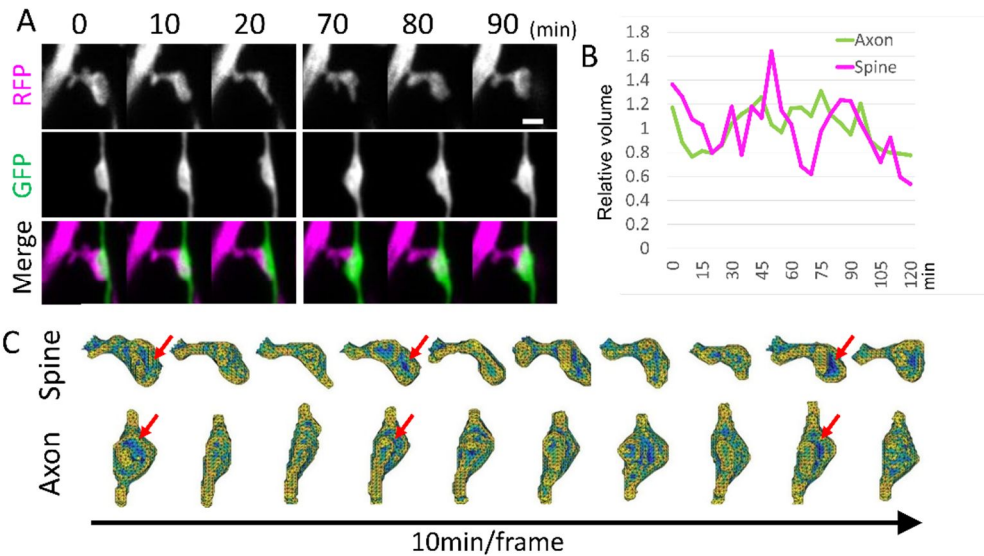 A
0 10 20 70 80 90 (min)
RFP
GFP
Merge
B
Axon
Spine
Relative volume
1.8
1.6
1.4
1.2
1
0.8
0.6
0.4
0.2
0
0 15 30 45 60 75 90 105 120
min
C
Spine
Axon
10min/frame